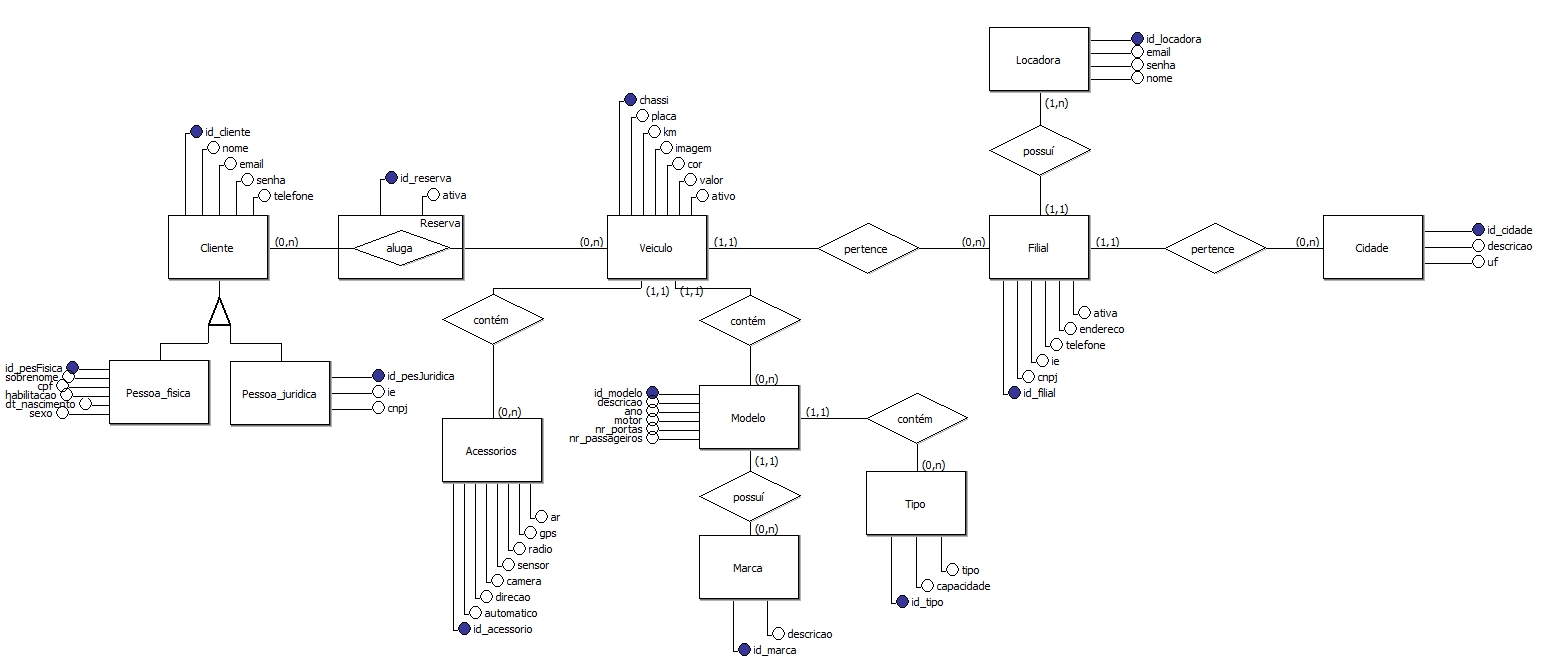 Locadora
id_locadora
email
senha
nome
(1,n)
possuí
(1,1)
chassi
placa
km
imagem
cor
valor
ativo
id_cliente
nome
email
senha
telefone
id_reserva
ativa
Reserva
Cliente
(0,n)
aluga
(0,n)
Veiculo
(1,1)
pertence
(0,n)
Filial
(1,1)
pertence
(0,n)
Cidade
id_cidade
descricao
uf
(1,1)
(1,1)
contém
contém
ativa
endereco
telefone
ie
cnpj
id_filial
id_pesFisica
sobrenome
cpf
habilitacao
dt_nascimento
sexo
Pessoa_fisica
Pessoa_juridica
id_pesJuridica
ie
cnpj
(0,n)
Acessorios
ar
gps
radio
sensor
camera
direcao
automatico
id_acessorio
(0,n)
id_modelo
descricao
ano
motor
nr_portas
nr_passageiros
Modelo
(1,1)
contém
(0,n)
Tipo
tipo
capacidade
id_tipo
(1,1)
possuí
(0,n)
Marca
descricao
id_marca